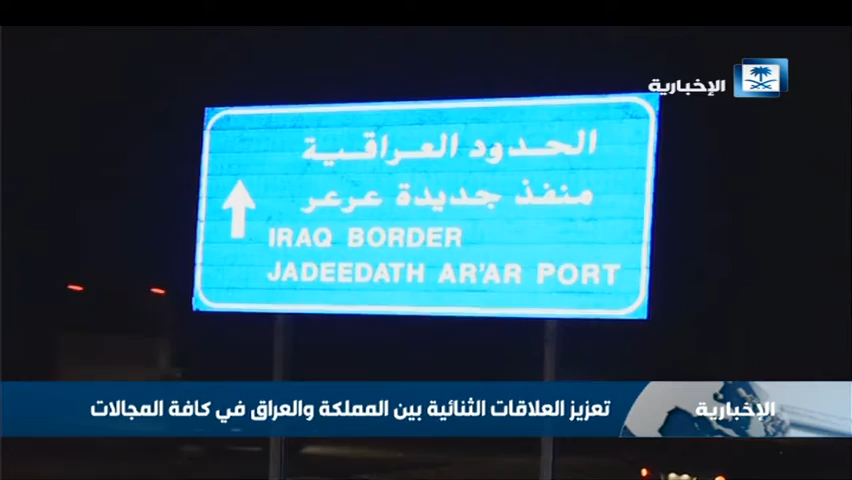 الإخبارية
الحدود العراقية
منفذ جديدة عرعر
IRAQ BORDER
JADEEDATH AR'AR PORT
الإخبارية
تعزيز العلاقات الثنائية بين المملكة والعراق في كافة المجالات